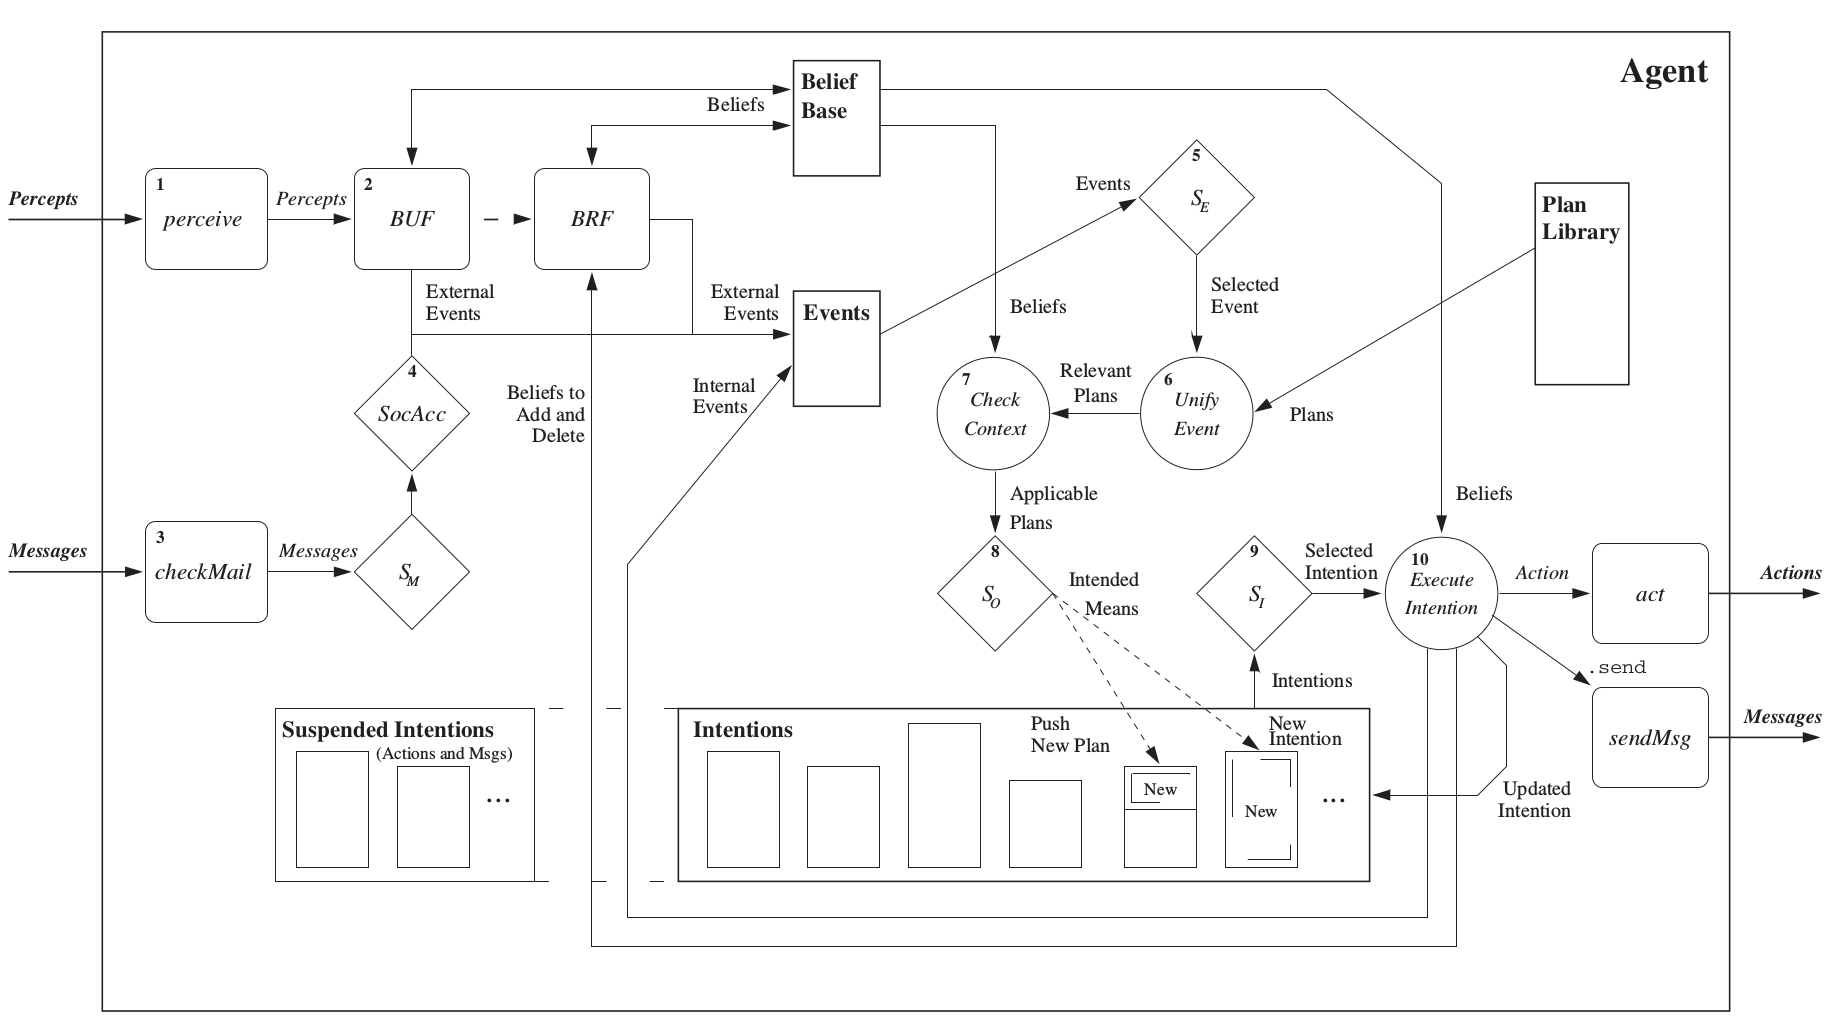 Agent
Belief
Base
Beliefs
5
S_E
Events
Percepts
1
perceive
Percepts
2
BUF
BRF
Plan
Library
External
Events
External
Events
Events
Beliefs
Selected
Event
4
SocAcc
Beliefs to
Add and
Delete
Internal
Events
7
Check
Context
Relevant
Plans
6
Unify
Event
Plans
Messages
3
checkMail
Messages
S_M
Applicable
Plans
Beliefs
8
S_O
Intended
Means
9
S_I
Selected
Intention
10
Execute
Intention
Action
act
Actions
.send
Intentions
sendMsg
Messages
Suspended Intentions
(Actions and Msgs)
...
Intentions
Push
New Plan
New
Intention
New
New
...
Updated
Intention